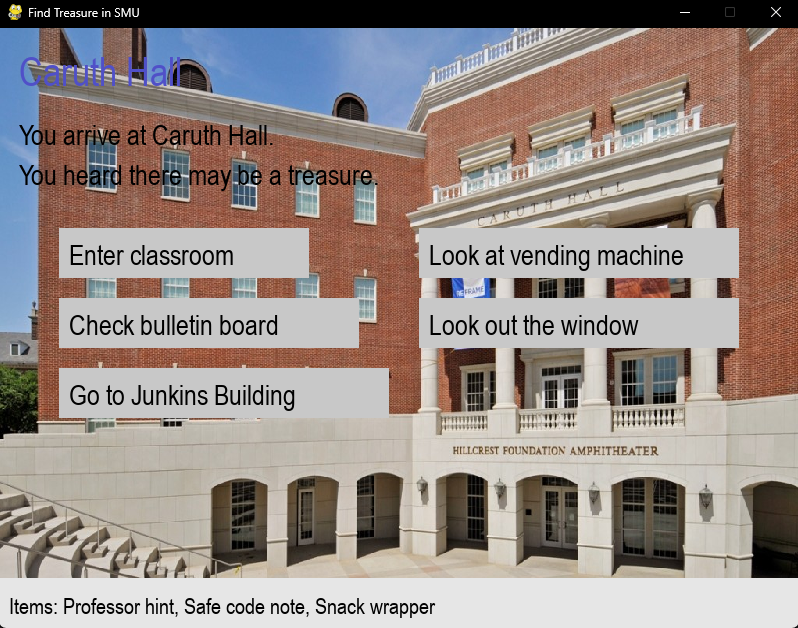 Find Treasure in SMU
Caruth Hall
You arrive at Caruth Hall.
You heard there may be a treasure.
CARUTH HALL
Enter classroom
Look at vending machine
Check bulletin board
Look out the window
Go to Junkins Building
HILLCREST FOUNDATION AMPHITHEATER
Items: Professor hint, Safe code note, Snack wrapper